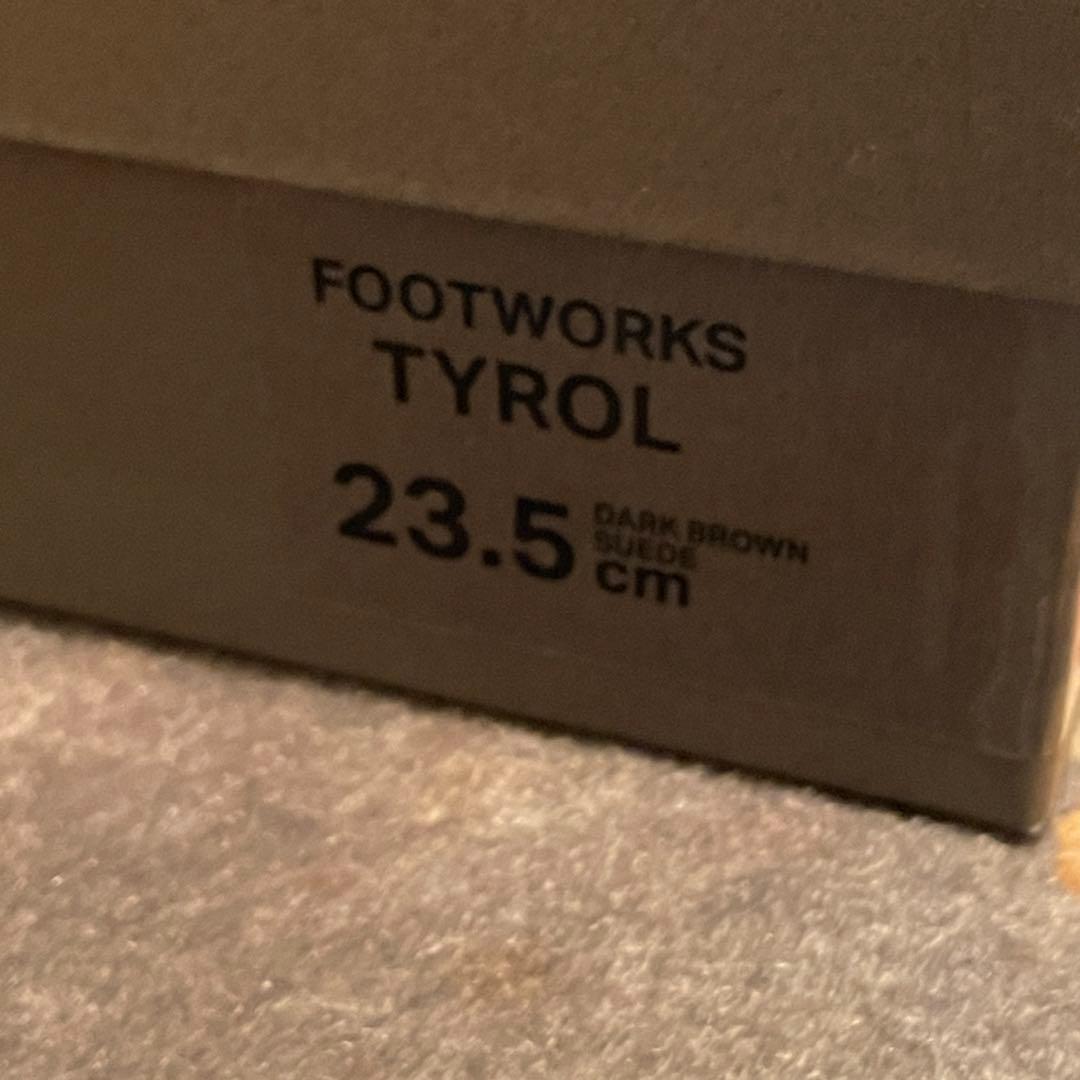 FOOTWORKS
TYROL
23.5 DARK BROWN
SUEDE
cm